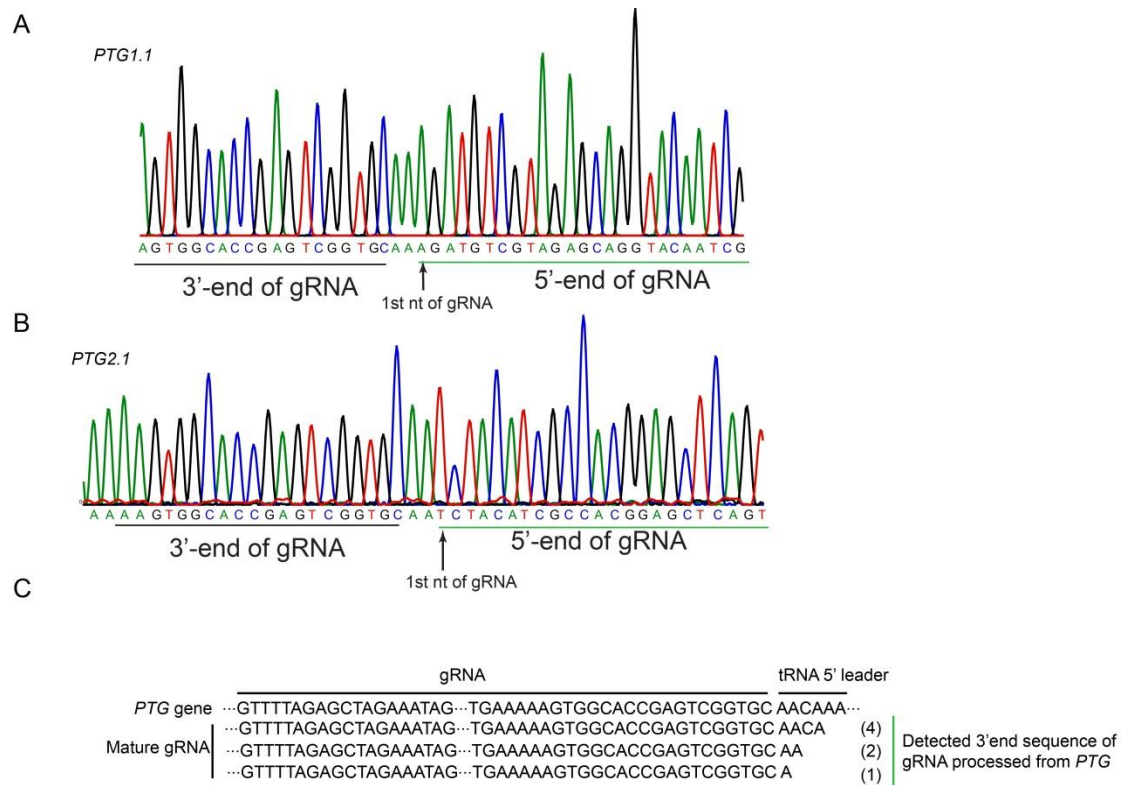 A
PTG1.1
AGTGGCACCGAGTCGGTGCAAAGATGTCGTAGAGCAGGTACAATCG
3’-end of gRNA
5’-end of gRNA
1st nt of gRNA
B
PTG2.1
AAAAGTGGCACCGAGTCGGTGCAATCTACATCGCCACGGAGCTCAGT
3’-end of gRNA
5’-end of gRNA
1st nt of gRNA
C
gRNA tRNA 5’ leader
PTG gene ···GTTTTAGAGCTAGAAATAG···TGAAAAAGTGGCACCGAGTCGGTGC AACAAA···
Mature gRNA
···GTTTTAGAGCTAGAAATAG···TGAAAAAGTGGCACCGAGTCGGTGC AACA (4)
···GTTTTAGAGCTAGAAATAG···TGAAAAAGTGGCACCGAGTCGGTGC AA (2)
···GTTTTAGAGCTAGAAATAG···TGAAAAAGTGGCACCGAGTCGGTGC A (1)
Detected 3’end sequence of
gRNA processed from PTG